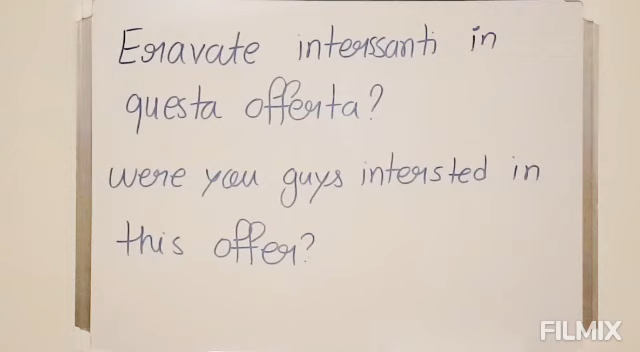 Eravate interssanti in
questa offerta?
were you guys intersted in
this offer?
FILMIX